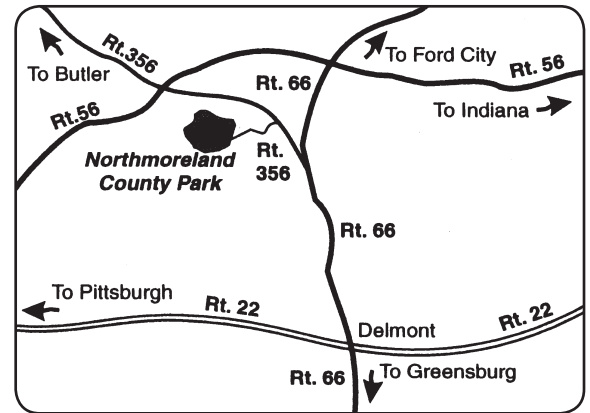 Rt.356
To Butler
To Ford City
Rt. 56
Rt. 66
To Indiana
Rt.56
Northmoreland
County Park
Rt.
356
Rt. 66
To Pittsburgh
Rt. 22
Rt. 22
Delmont
Rt. 66
To Greensburg